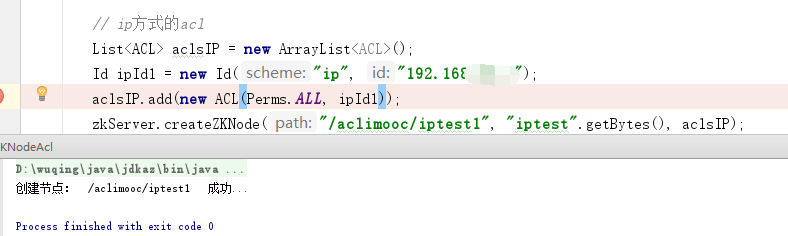 // ip方式的acl
List<ACL> aclsIP = new ArrayList<ACL>();
Id ipId1 = new Id( scheme: "ip", id: "192.168");
aclsIP.add(new ACL(Perms.ALL, ipId1));
zkServer.createZKNode( path: "/aclimooc/iptest1", "iptest".getBytes(), aclsIP);
KNodeAcl
D:\wuqing\java\jdkaz\bin\java ...
创建节点： /aclimooc/iptest1 成功...
Process finished with exit code 0